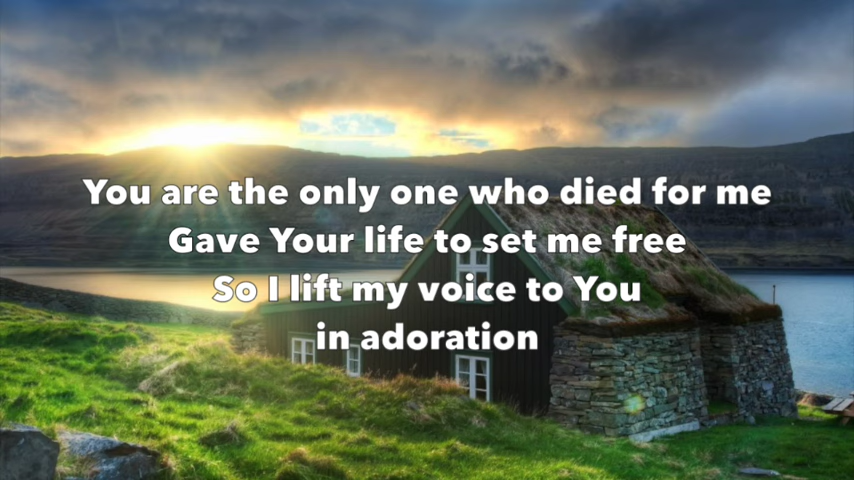 You are the only one who died for me
Gave Your life to set me free
So I lift my voice to You
in adoration